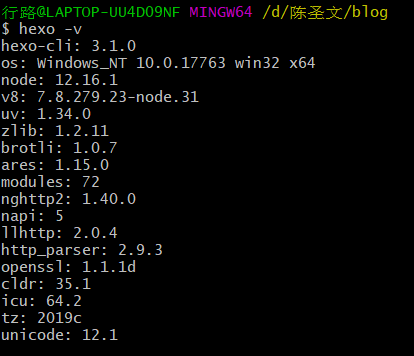 行路@LAPTOP-UU4D09NF MINGW64 /d/陈圣文/blog
$ hexo -v
hexo-cli: 3.1.0
os: Windows_NT 10.0.17763 win32 x64
node: 12.16.1
v8: 7.8.279.23-node.31
uv: 1.34.0
zlib: 1.2.11
brotli: 1.0.7
ares: 1.15.0
modules: 72
nghttp2: 1.40.0
napi: 5
llhttp: 2.0.4
http_parser: 2.9.3
openssl: 1.1.1d
cldr: 35.1
icu: 64.2
tz: 2019c
unicode: 12.1